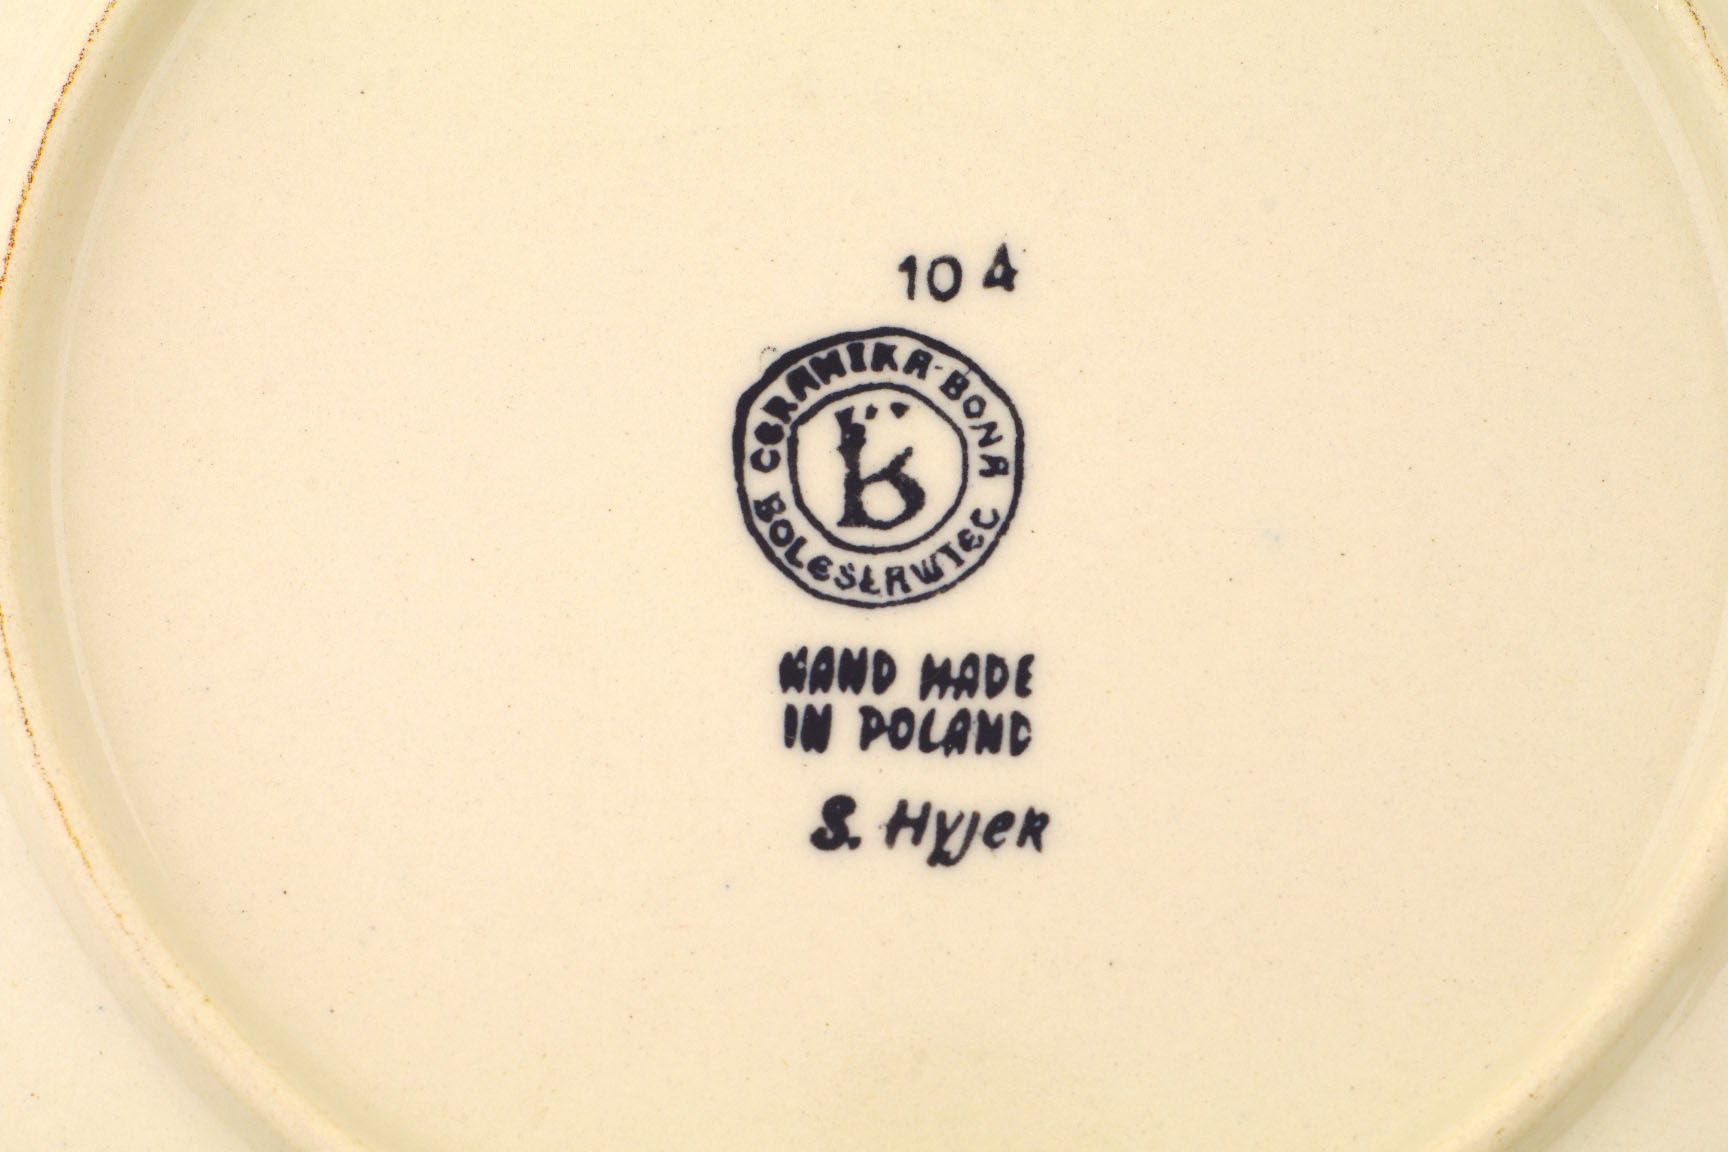 104
CERAMIKA-BONA
B
BOLESŁAWIEC
HAND MADE
IN POLAND
S. Hyjek